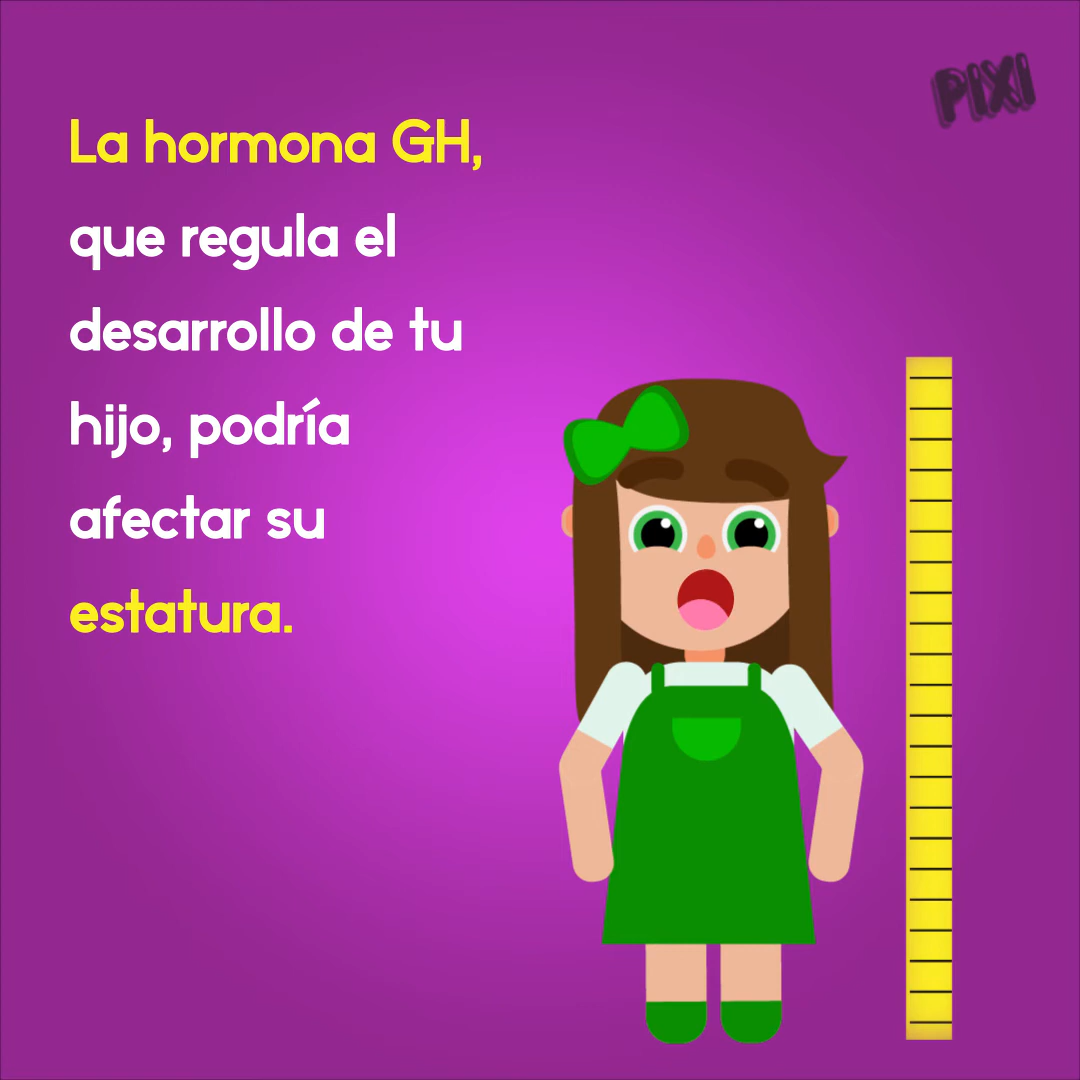 PIXI
La hormona GH,
que regula el
desarrollo de tu
hijo, podría
afectar su
estatura.